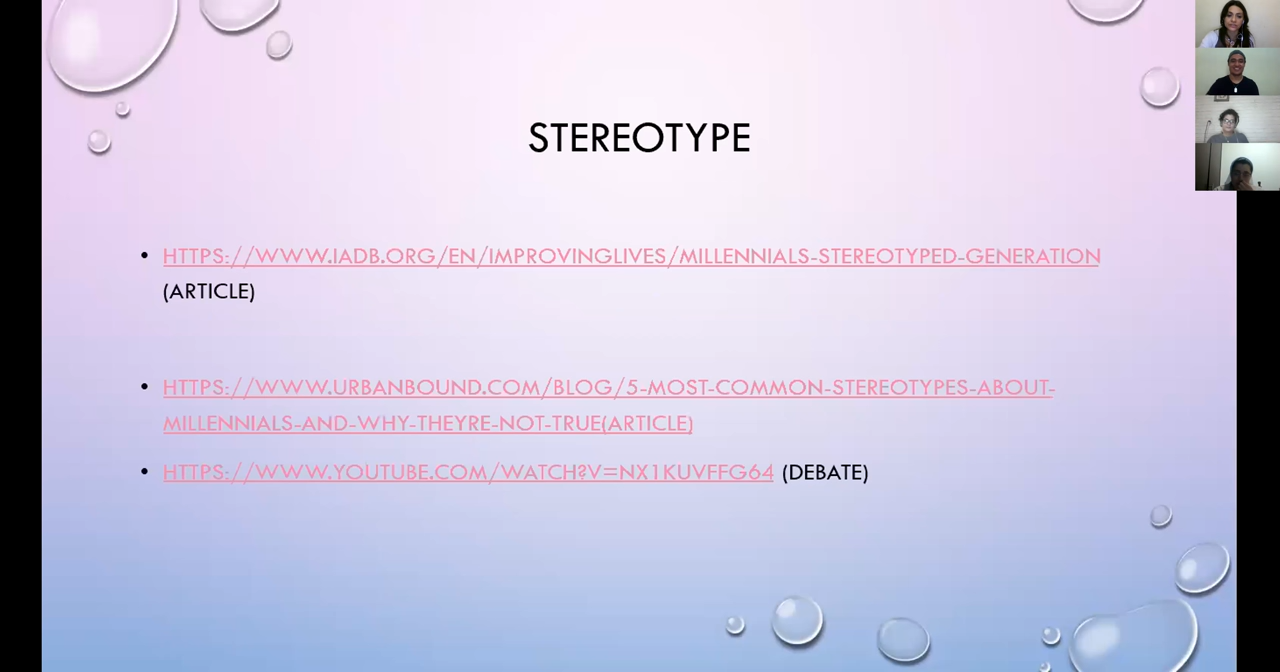 STEREOTYPE
• HTTPS://WWW.IADB.ORG/EN/IMPROVINGLIVES/MILLENNIALS-STEREOTYPED-GENERATION
(ARTICLE)
• HTTPS://WWW.URBANBOUND.COM/BLOG/5-MOST-COMMON-STEREOTYPES-ABOUT-
MILLENNIALS-AND-WHY-THEYRE-NOT-TRUE(ARTICLE)
• HTTPS://WWW.YOUTUBE.COM/WATCH?V=NX1KUVFFG64 (DEBATE)